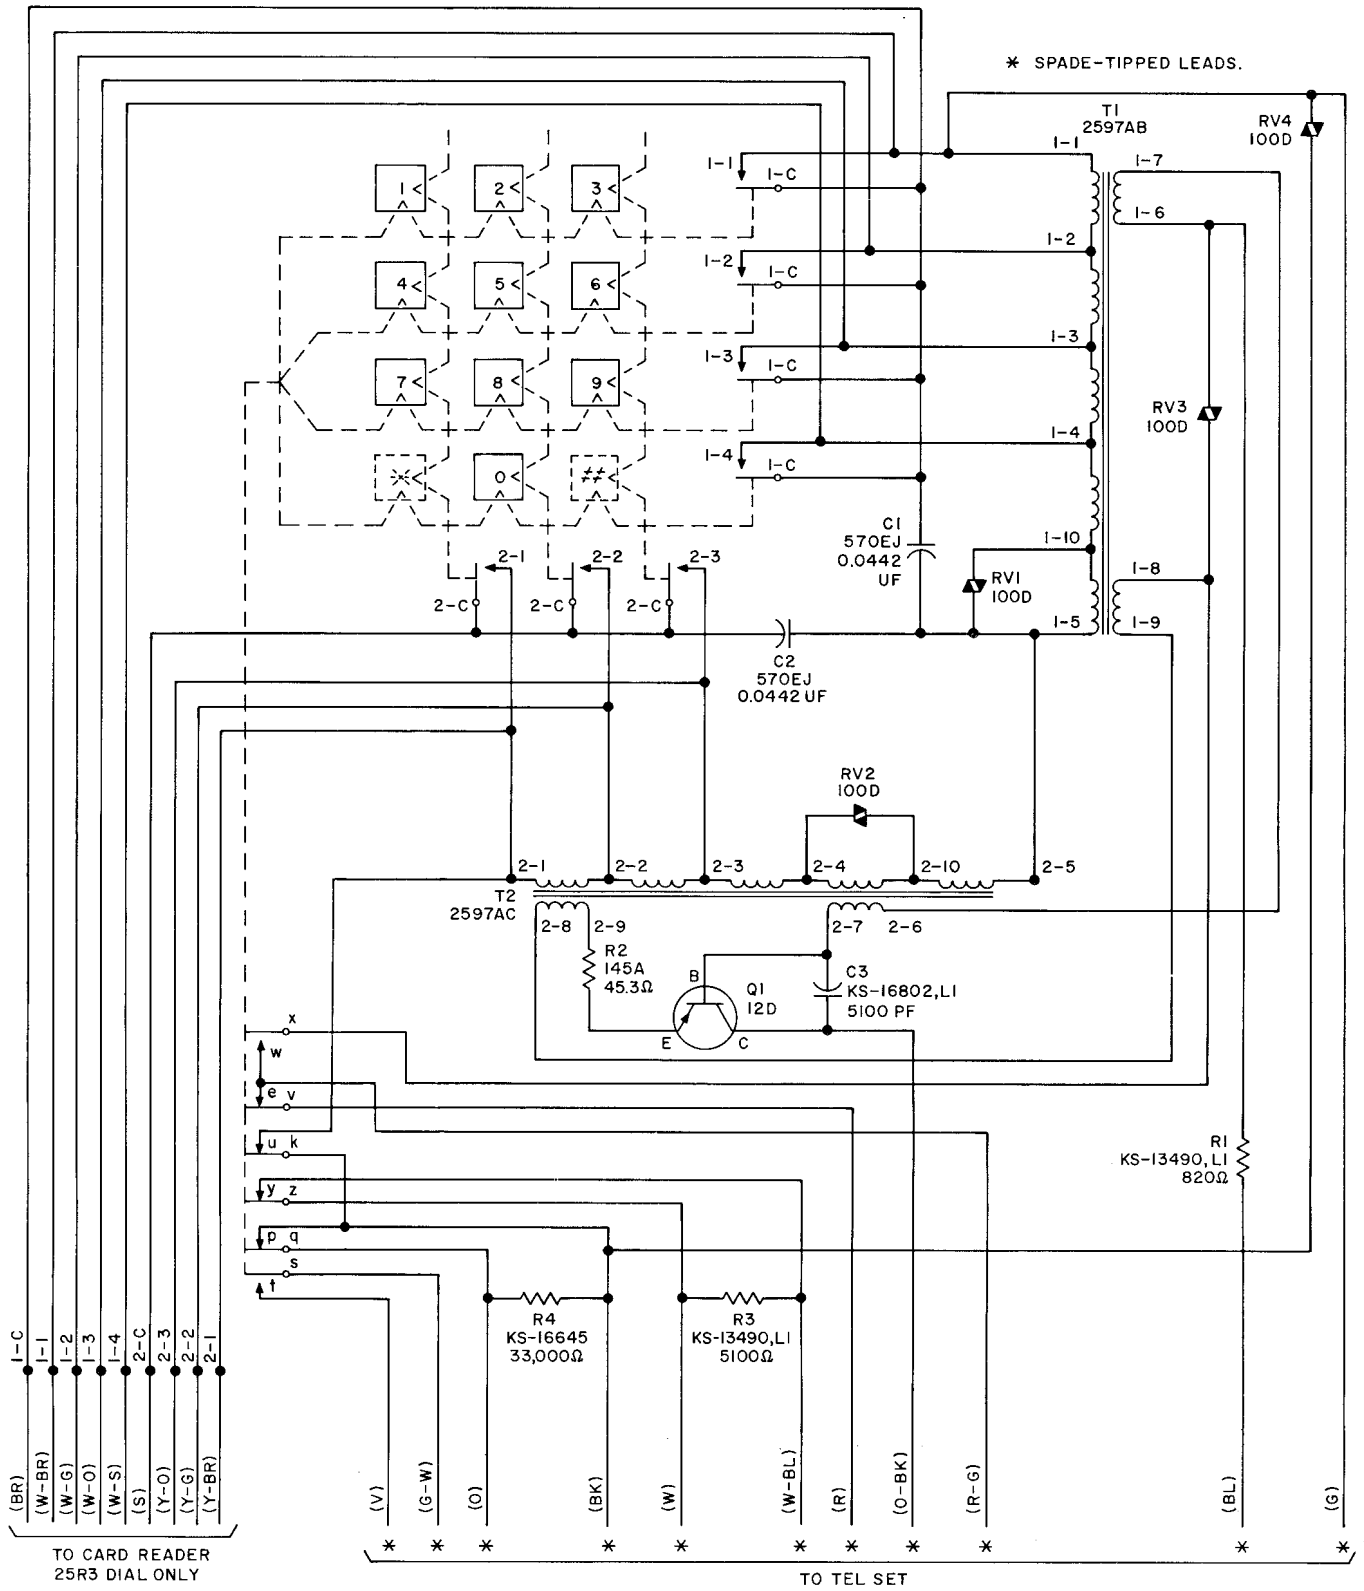 * SPADE-TIPPED LEADS.
T1
2597AB
RV4
100D
1-1
1-7
1-1
1-C
1 2 3
1-6
1-2
1-2
1-C
4 5 6
1-3
1-3
1-C
7 8 9
RV3
100D
1-4
1-4
1-C
* 0 #
C1
570EJ
0.0442
UF
1-10
2-1 2-2 2-3
RV1
100D
1-8
2-C 2-C 2-C
1-5 1-9
C2
570EJ
0.0442 UF
RV2
100D
2-1 2-2 2-3 2-4 2-10 2-5
T2
2597AC
2-8 2-9
2-7 2-6
R2
145A
45.3Ω
B
Q1
12D
E C
C3
KS-16802,L1
5100 PF
x
w
e v
u k
y z
p q
s
t
R1
KS-13490,L1
820Ω
R4
KS-16645
33,000Ω
R3
KS-13490,L1
5100Ω
1-C 1-1 1-2 1-3 1-4 2-C 2-3 2-2 2-1
(BR) (W-BR) (W-G) (W-O) (W-S) (S) (Y-O) (Y-G) (Y-BR)
(V) (G-W) (O) (BK) (W) (W-BL) (R) (O-BK) (R-G) (BL) (G)
* * * * * * * * * * *
TO CARD READER
25R3 DIAL ONLY
TO TEL SET